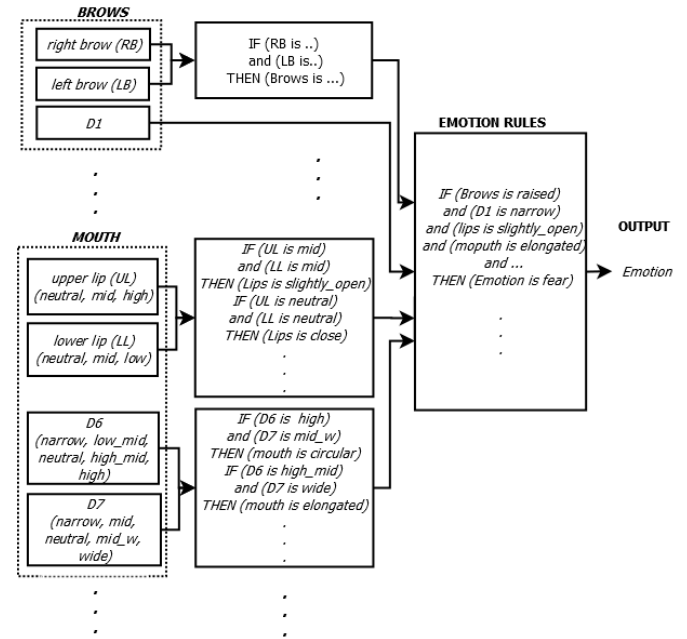 BROWS
right brow (RB)
left brow (LB)
D1
IF (RB is ..)
and (LB is..)
THEN (Brows is ...)
.
.
.
.
.
.
MOUTH
upper lip (UL)
(neutral, mid, high)
lower lip (LL)
(neutral, mid, low)
IF (UL is mid)
and (LL is mid)
THEN (Lips is slightly_open)
IF (UL is neutral)
and (LL is neutral)
THEN (Lips is close)
.
.
.
D6
(narrow, low_mid,
neutral, high_mid,
high)
D7
(narrow, mid,
neutral, mid_w,
wide)
IF (D6 is high)
and (D7 is mid_w)
THEN (mouth is circular)
IF (D6 is high_mid)
and (D7 is wide)
THEN (mouth is elongated)
.
.
.
.
.
.
.
.
.
EMOTION RULES
IF (Brows is raised)
and (D1 is narrow)
and (lips is slightly_open)
and (moputh is elongated)
and ...
THEN (Emotion is fear)
.
.
.
OUTPUT
Emotion